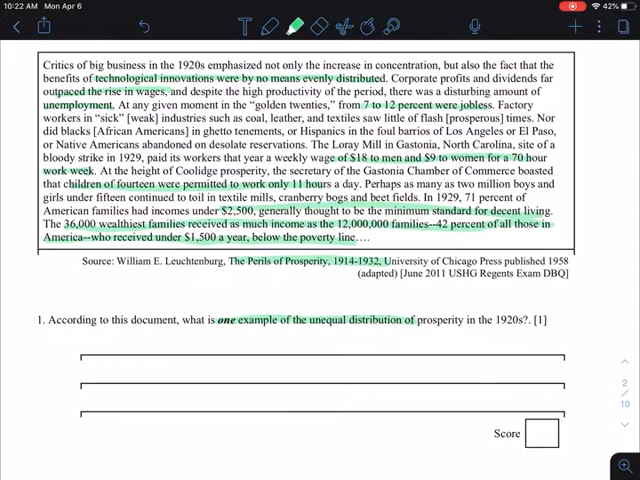 10:22 AM Mon Apr 6
42%
Critics of big business in the 1920s emphasized not only the increase in concentration, but also the fact that the
benefits of technological innovations were by no means evenly distributed. Corporate profits and dividends far
outpaced the rise in wages, and despite the high productivity of the period, there was a disturbing amount of
unemployment. At any given moment in the “golden twenties,” from 7 to 12 percent were jobless. Factory
workers in “sick” [weak] industries such as coal, leather, and textiles saw little of flash [prosperous] times. Nor
did blacks [African Americans] in ghetto tenements, or Hispanics in the foul barrios of Los Angeles or El Paso,
or Native Americans abandoned on desolate reservations. The Loray Mill in Gastonia, North Carolina, site of a
bloody strike in 1929, paid its workers that year a weekly wage of $18 to men and $9 to women for a 70 hour
work week. At the height of Coolidge prosperity, the secretary of the Gastonia Chamber of Commerce boasted
that children of fourteen were permitted to work only 11 hours a day. Perhaps as many as two million boys and
girls under fifteen continued to toil in textile mills, cranberry bogs and beet fields. In 1929, 71 percent of
American families had incomes under $2,500, generally thought to be the minimum standard for decent living.
The 36,000 wealthiest families received as much income as the 12,000,000 families--42 percent of all those in
America--who received under $1,500 a year, below the poverty line….
Source: William E. Leuchtenburg, The Perils of Prosperity, 1914-1932, University of Chicago Press published 1958
(adapted) [June 2011 USHG Regents Exam DBQ]
1. According to this document, what is one example of the unequal distribution of prosperity in the 1920s?. [1]
2
/
10
Score